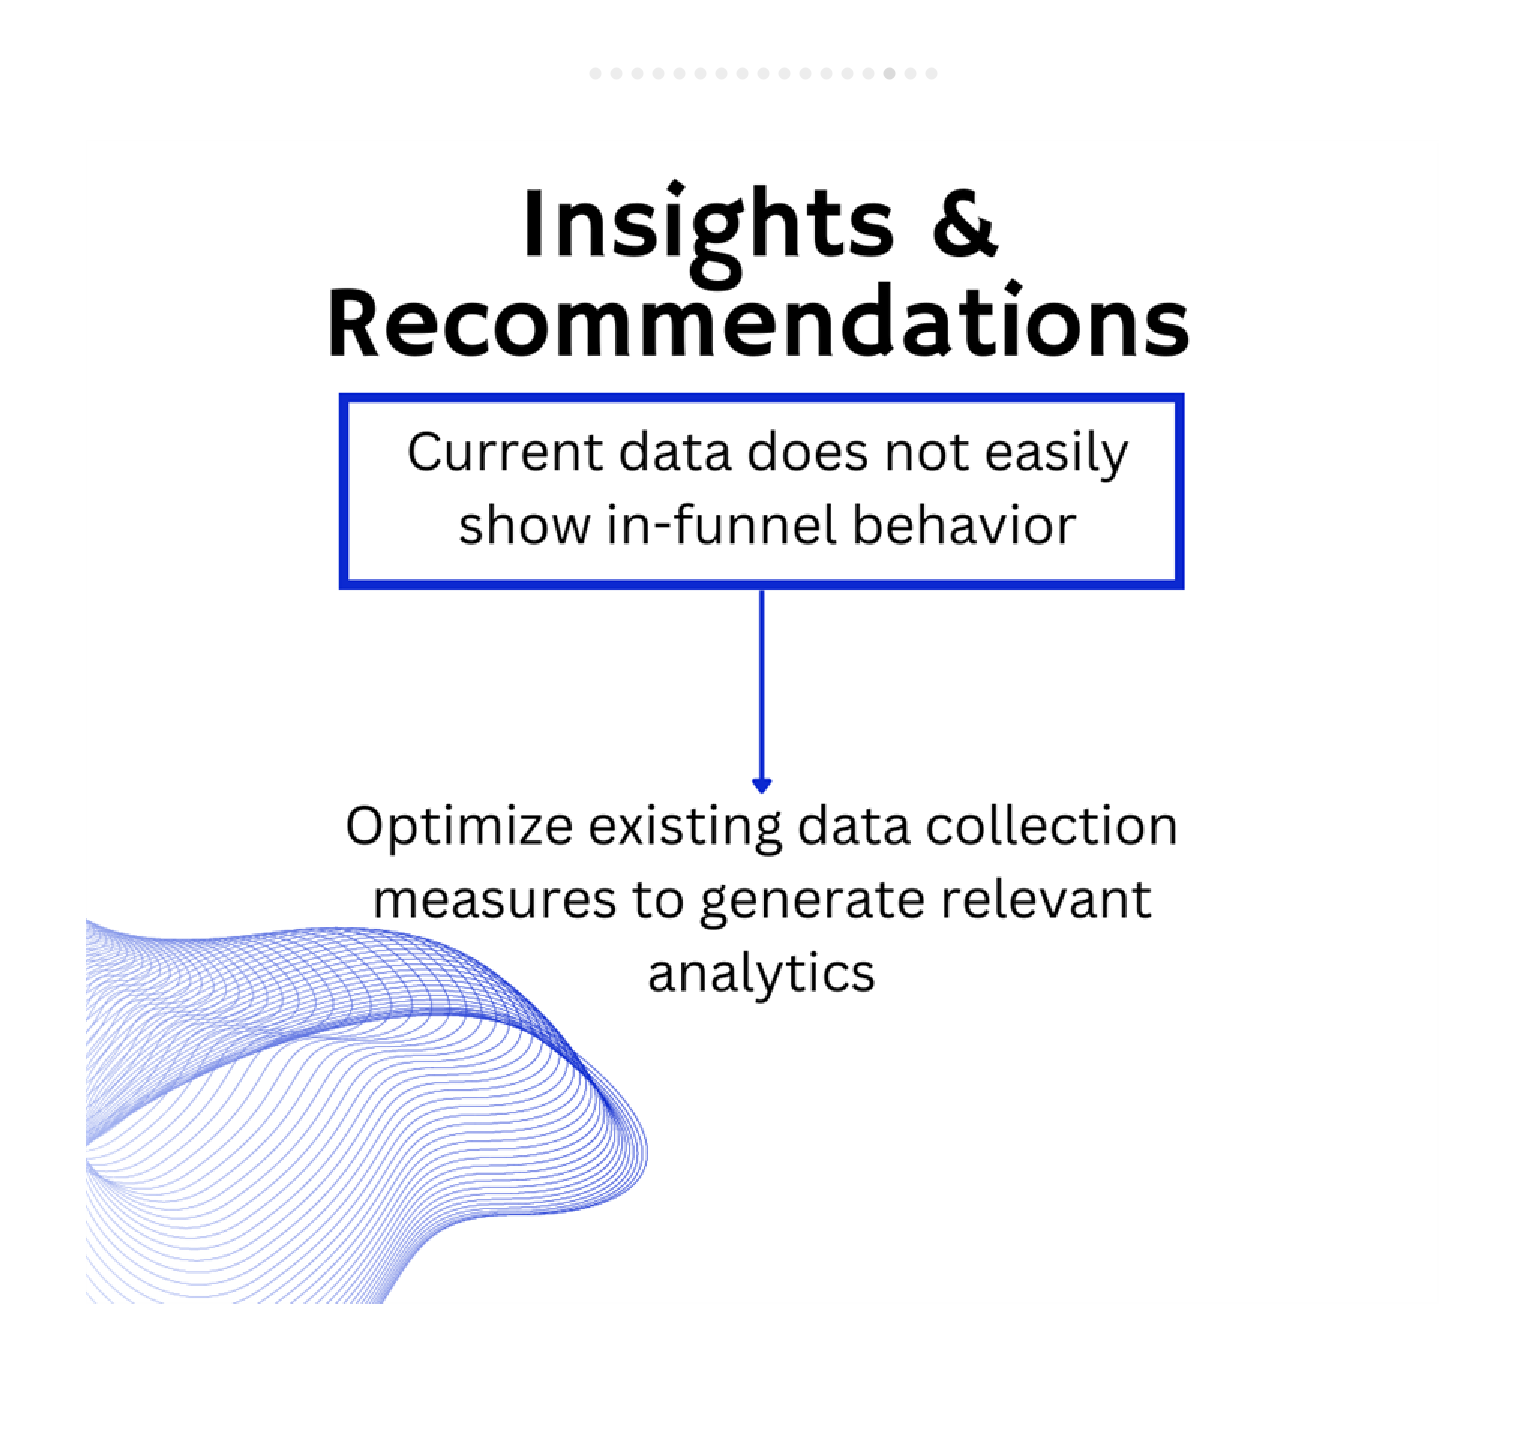 Insights &
Recommendations
Current data does not easily
show in-funnel behavior
Optimize existing data collection
measures to generate relevant
analytics